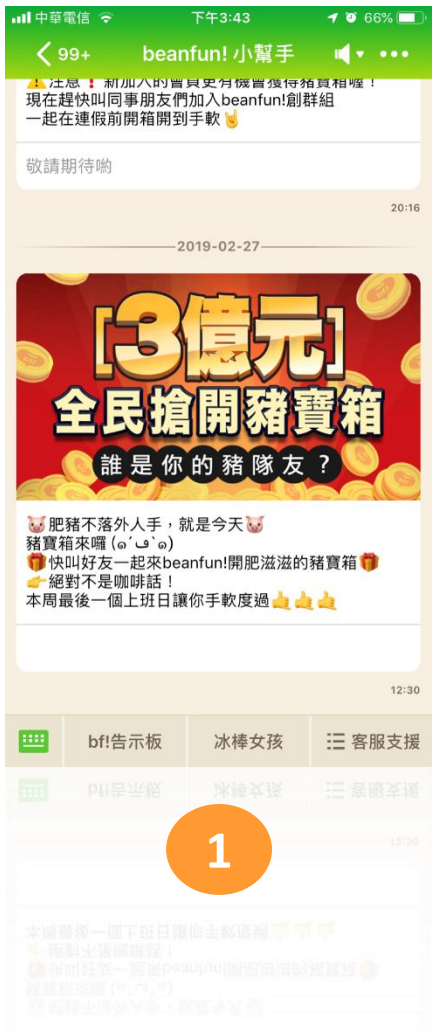 中華電信 下午3:43 66%
99+ beanfun! 小幫手
⚠️注意❗新加入的會員更有機會獲得豬寶箱喔！
現在趕快叫同事朋友們加入beanfun!創群組
一起在連假前開箱開到手軟🤘
敬請期待喲
20:16
2019-02-27
[3億元]
全民搶開豬寶箱
誰是你的豬隊友？
🐷肥豬不落外人手，就是今天🐷
豬寶箱來囉 (๑´ڡ`๑)
🎁快叫好友一起來beanfun!開肥滋滋的豬寶箱🎁
👉絕對不是咖啡話！
本周最後一個上班日讓你手軟度過🤙🤙🤙
12:30
bf!告示板 冰棒女孩 客服支援
1